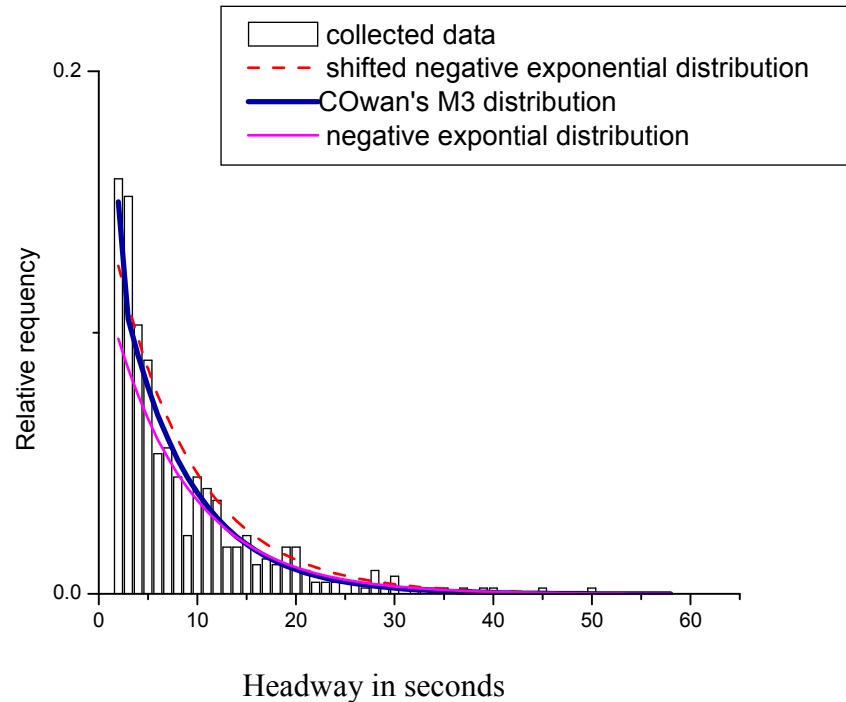 collected data
shifted negative exponential distribution
COwan's M3 distribution
negative expontial distribution
0.2
Relative requency
0.0
0 10 20 30 40 50 60
Headway in seconds